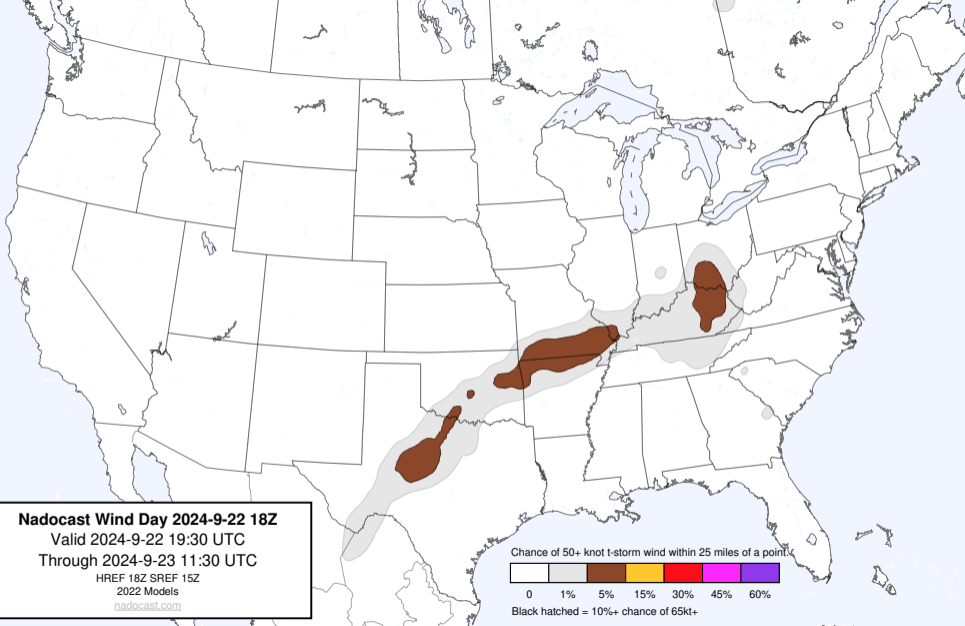 Nadocast Wind Day 2024-9-22 18Z
Valid 2024-9-22 19:30 UTC
Through 2024-9-23 11:30 UTC
HREF 18Z SREF 15Z
2022 Models
nadocast.com
Chance of 50+ knot t-storm wind within 25 miles of a point.
0 1% 5% 15% 30% 45% 60%
Black hatched = 10%+ chance of 65kt+